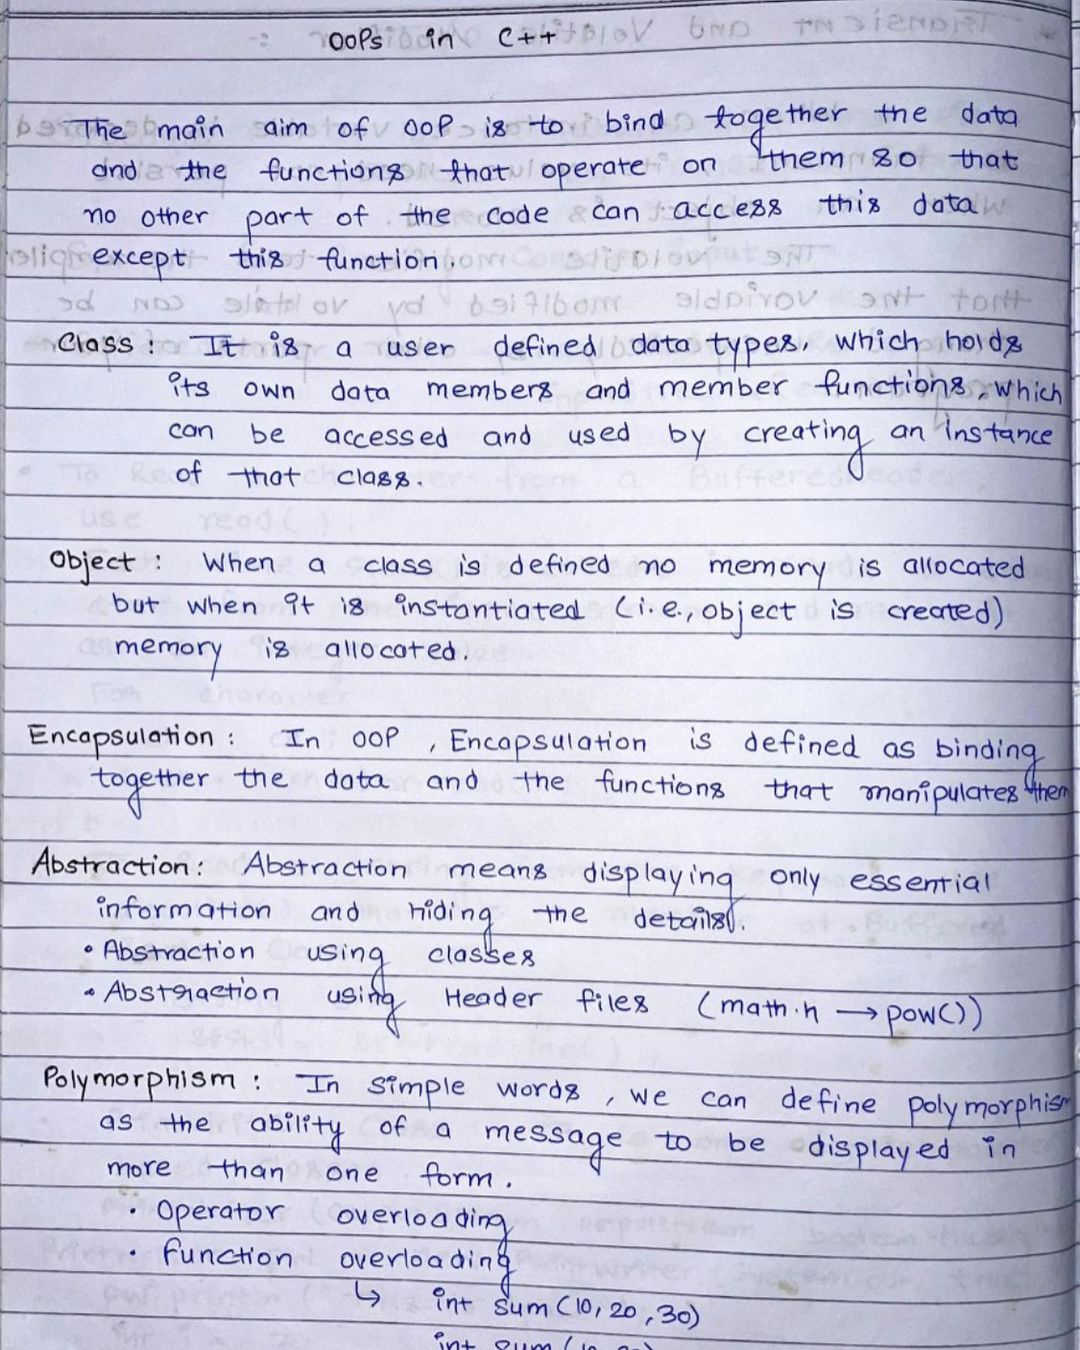 OOPs in C++
The main aim of OOP is to bind together the data
and the functions that operate on them so that
no other part of the code can access this data
except this function.
Class : It is a user defined data types, which holds
its own data members and member functions, which
can be accessed and used by creating an instance
of that class.
Object : When a class is defined no memory is allocated
but when it is instantiated (i.e., object is created)
memory is allocated.
Encapsulation : In OOP , Encapsulation is defined as binding
together the data and the functions that manipulates them
Abstraction : Abstraction means displaying only essential
information and hiding the details.
• Abstraction using classes
• Abstraction using Header files (math.h → pow())
Polymorphism : In simple words , we can define polymorphism
as the ability of a message to be displayed in
more than one form.
• Operator overloading
• function overloading
↳ int sum (10, 20, 30)
int sum (